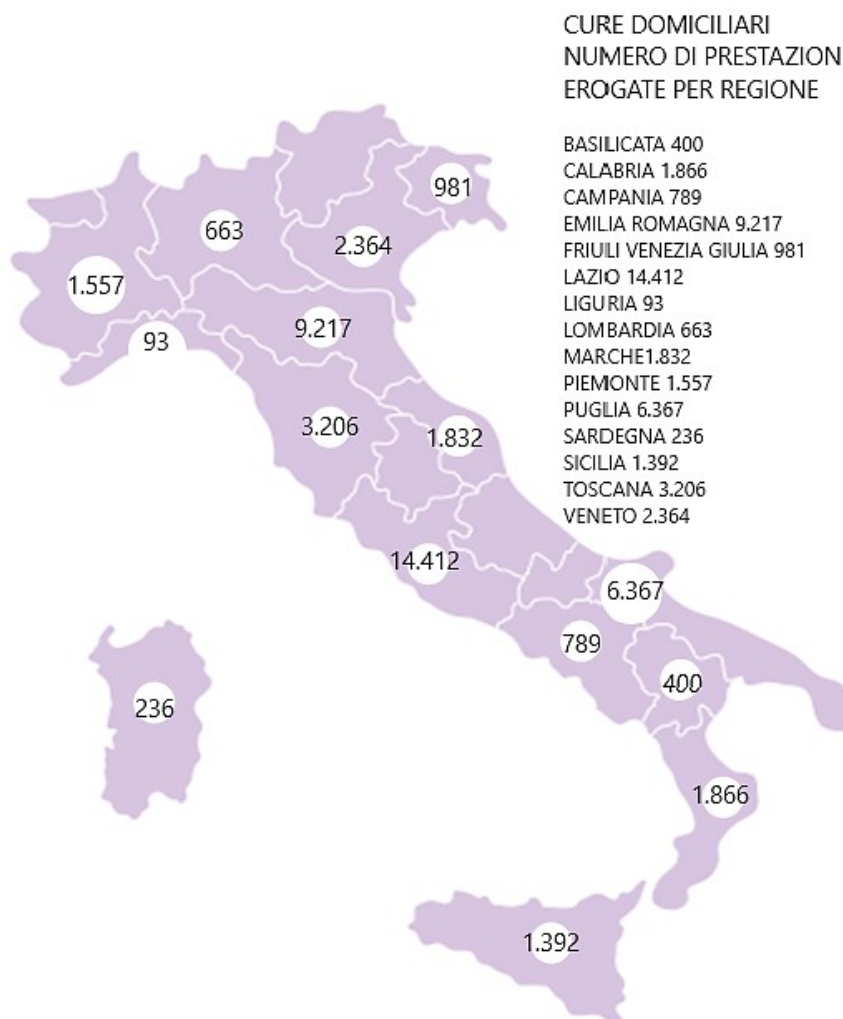 CURE DOMICILIARI
NUMERO DI PRESTAZION
EROGATE PER REGIONE
BASILICATA 400
CALABRIA 1.866
CAMPANIA 789
EMILIA ROMAGNA 9.217
FRIULI VENEZIA GIULIA 981
LAZIO 14.412
LIGURIA 93
LOMBARDIA 663
MARCHE1.832
PIEMONTE 1.557
PUGLIA 6.367
SARDEGNA 236
SICILIA 1.392
TOSCANA 3.206
VENETO 2.364
981
663
2.364
1.557
9.217
93
3.206
1.832
14.412
6.367
789
400
236
1.866
1.392